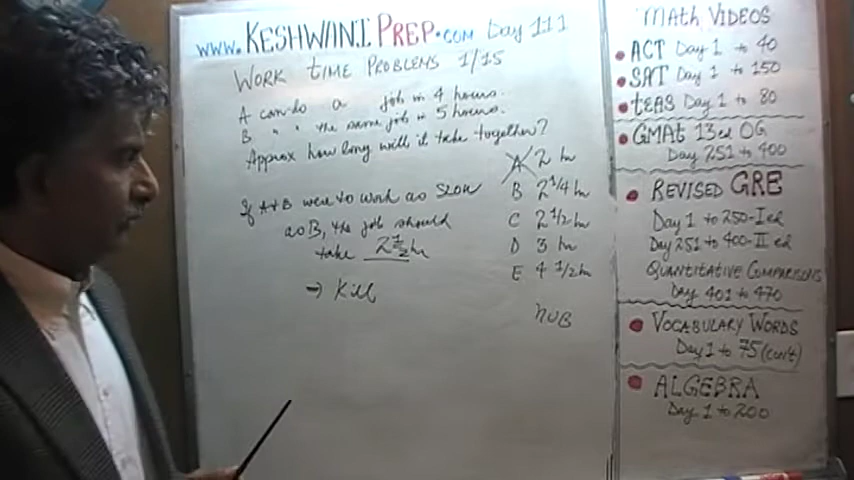 www.KESHWANIPREP.com Day 111
WORK TIME PROBLEMS 1/15
A can do a job in 4 hours.
B " " the same job in 5 hours.
Approx how long will it take together?
A 2 hr
B 2 1/4 hr
C 2 1/2 hr
D 3 hr
E 4 1/2 hr
If A+B were to work as SLOW
as B, the job should
take 2 1/2 hr
→ Kill
MATH VIDEOS
ACT Day 1 to 40
SAT Day 1 to 150
TEAS Day 1 to 80
GMAT 13ed OG
Day 251 to 400
REVISED GRE
Day 1 to 250-I ed
Day 251 to 400-II ed
QUANTITATIVE COMPARISONS
Day 401 to 470
VOCABULARY WORDS
Day 1 to 75 (con't)
ALGEBRA
Day 1 to 200